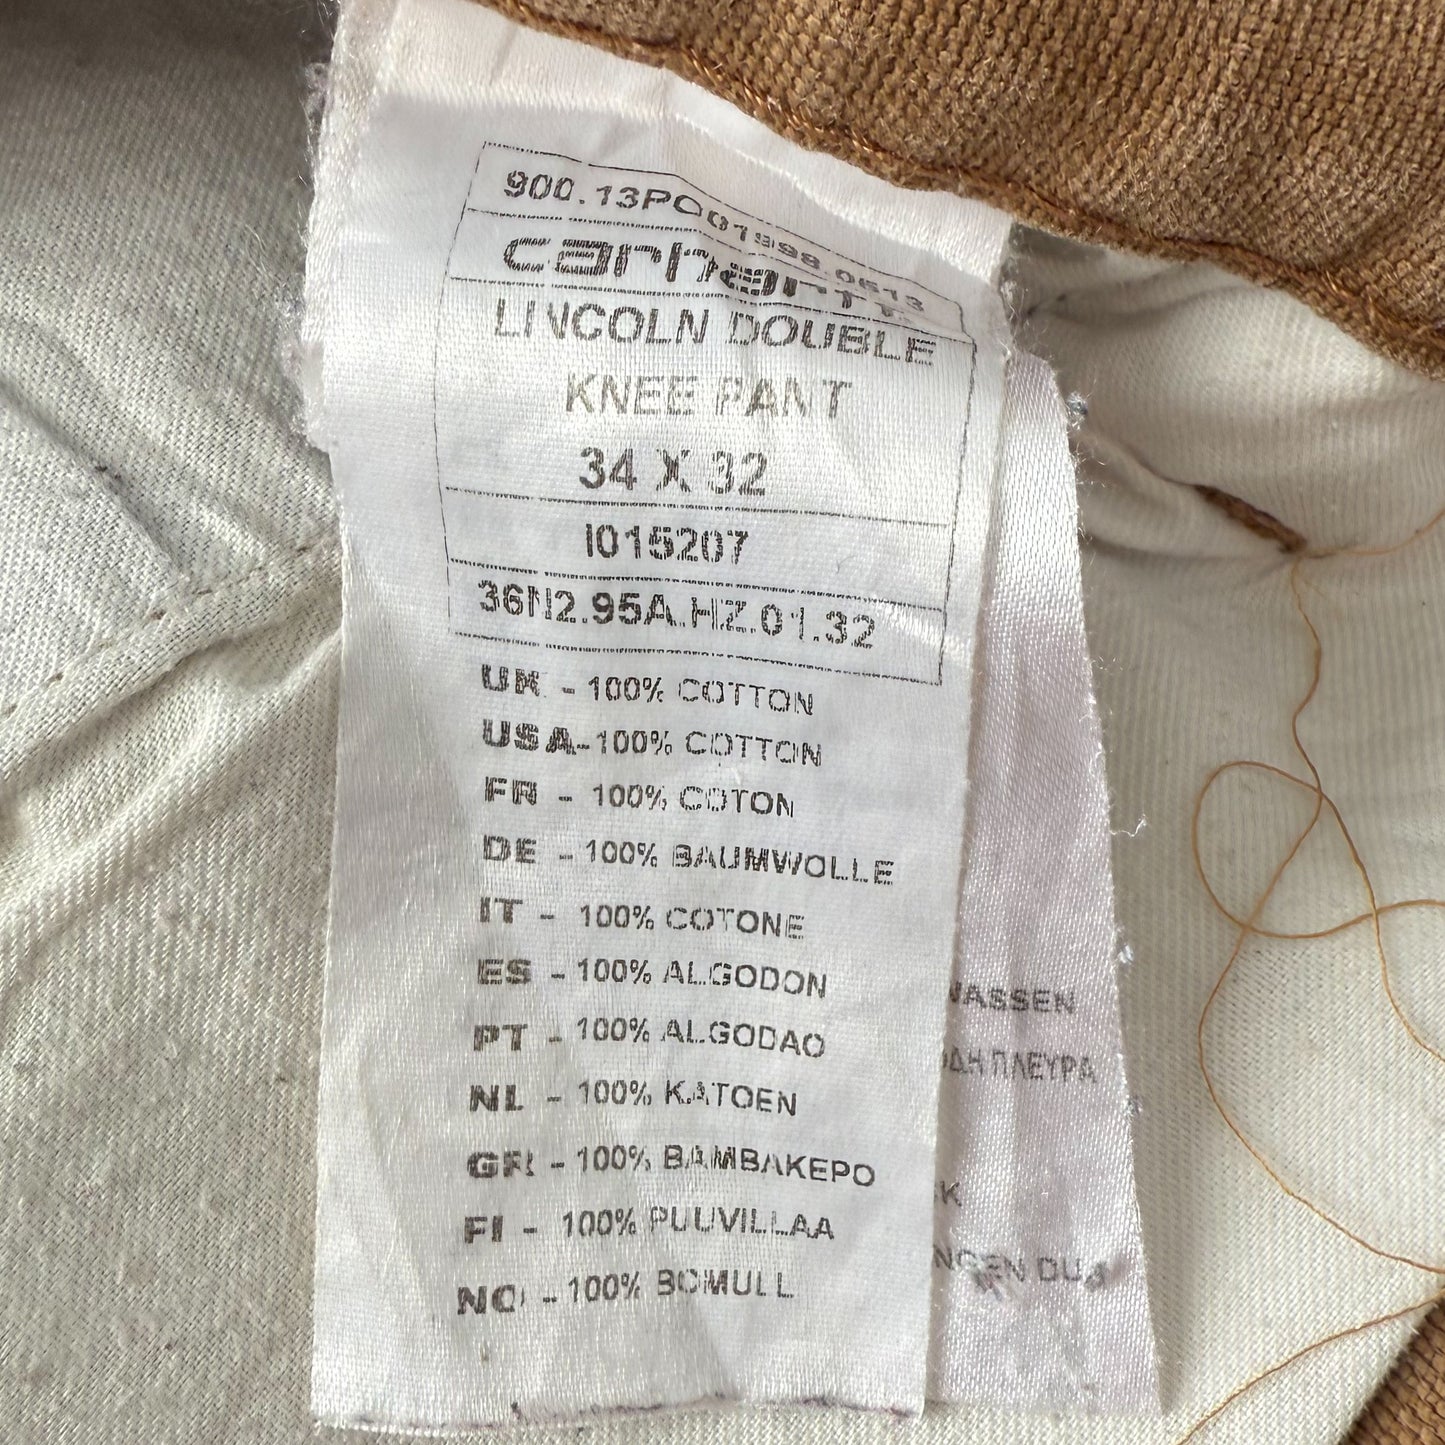 900.13PO01998.0613
carhartt
LINCOLN DOUBLE
KNEE PANT
34 X 32
I015207
36N2.95A.HZ.01.32
UK - 100% COTTON
USA-100% COTTON
FR - 100% COTON
DE - 100% BAUMWOLLE
IT - 100% COTONE
ES - 100% ALGODON
PT - 100% ALGODAO
NL - 100% KATOEN
GR - 100% BAMBAKEPO
FI - 100% PUUVILLAA
NO - 100% BOMULL
WASSEN
ΠΛΕΥΡΑ